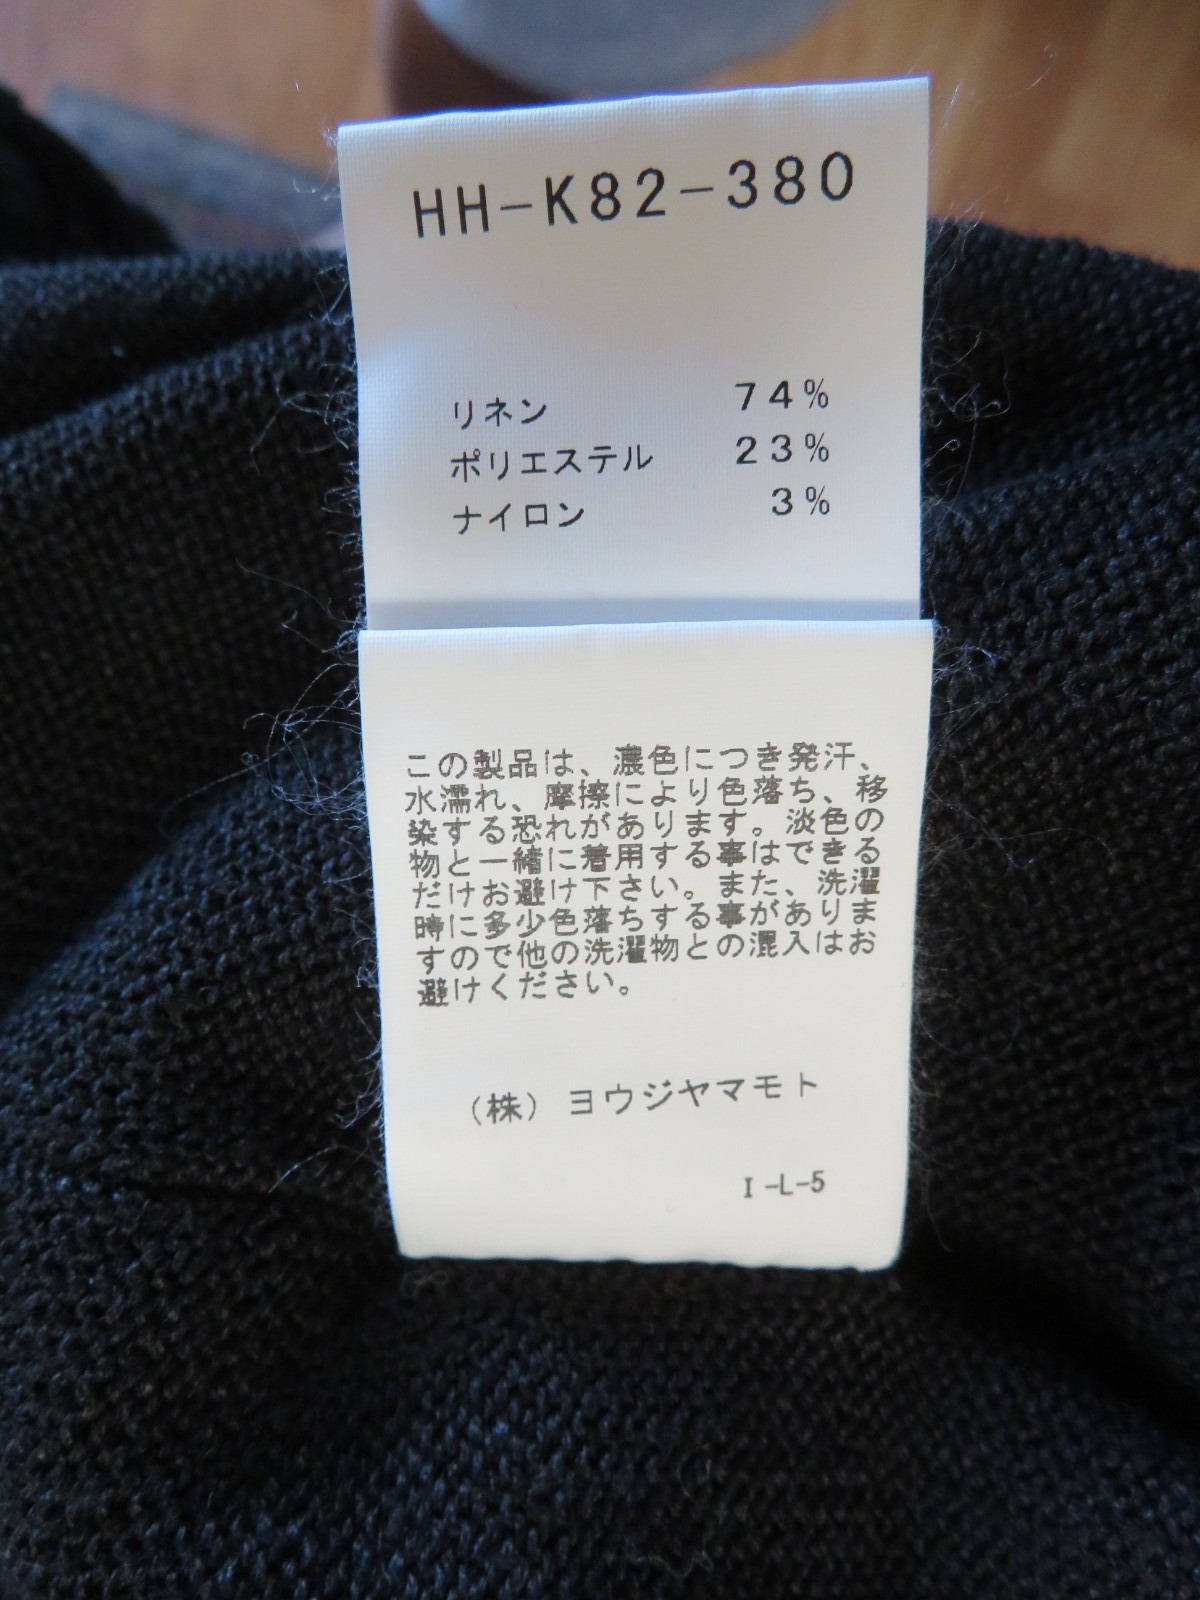 HH-K82-380
リネン 74%
ポリエステル 23%
ナイロン 3%
この製品は、濃色につき発汗、
水濡れ、摩擦により色落ち、移
染する恐れがあります。淡色の
物と一緒に着用する事はできる
だけお避け下さい。また、洗濯
時に多少色落ちする事がありま
すので他の洗濯物との混入はお
避けください。
(株) ヨウジヤマモト
I-L-5